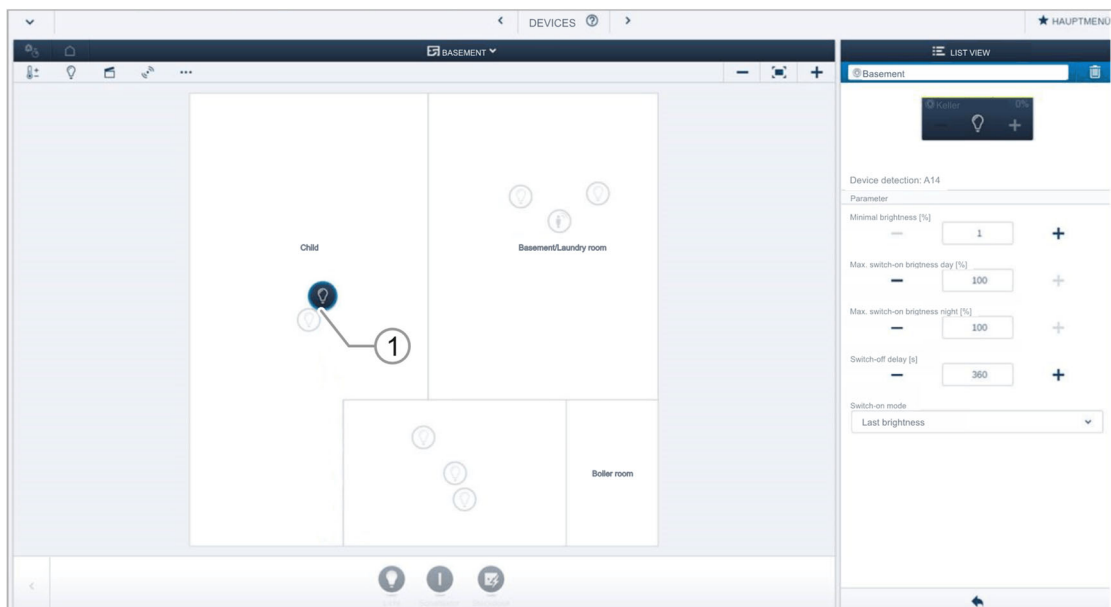 DEVICES ?
HAUPTMENÜ
BASEMENT
LIST VIEW
Basement
Keller 0%
Device detection: A14
Parameter
Minimal brightness [%]
1
Max. switch-on brigtness day [%]
100
Max. switch-on brigtness night [%]
100
Switch-off delay [s]
360
Switch-on mode
Last brightness
Child
Basement/Laundry room
1
Boiler room